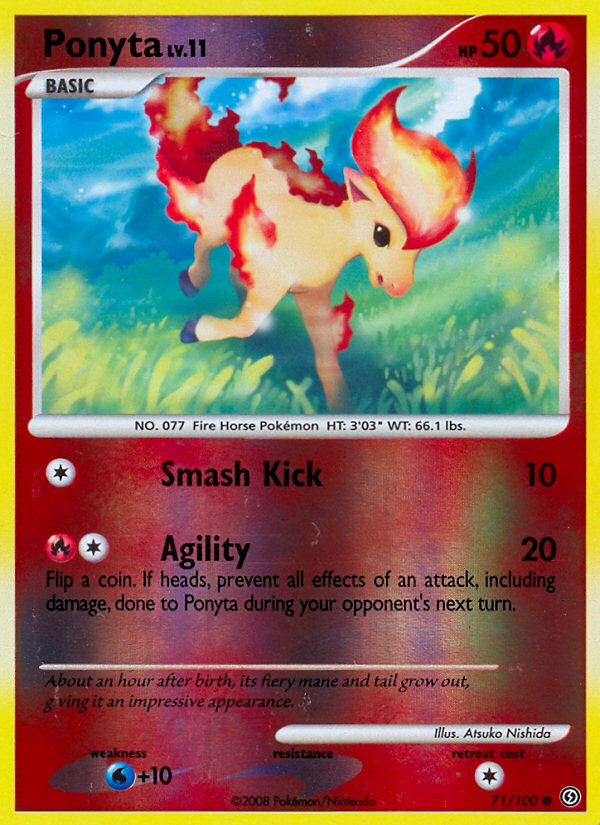 Ponyta LV.11 HP 50
BASIC
NO. 077 Fire Horse Pokémon HT: 3'03" WT: 66.1 lbs.
Smash Kick 10
Agility 20
Flip a coin. If heads, prevent all effects of an attack, including
damage, done to Ponyta during your opponent's next turn.
About an hour after birth, its fiery mane and tail grow out,
giving it an impressive appearance.
Illus. Atsuko Nishida
weakness resistance retreat cost
+10
©2008 Pokémon/Nintendo 71/100